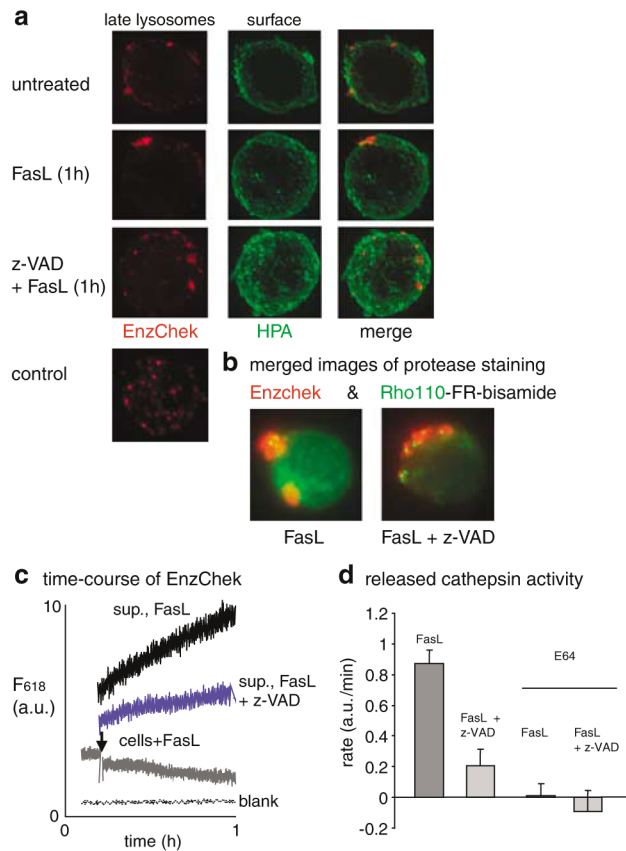 a
late lysosomes surface
untreated
FasL (1h)
z-VAD
+ FasL (1h)
EnzChek HPA merge
control
b merged images of protease staining
Enzchek & Rho110-FR-bisamide
FasL FasL + z-VAD
c time-course of EnzChek
10
sup., FasL
F618
(a.u.)
sup., FasL
+ z-VAD
cells+FasL
blank
0
0 1
time (h)
d released cathepsin activity
1.2
1
0.8
0.6
0.4
0.2
0
-0.2
rate (a.u./min)
FasL
E64
FasL +
z-VAD
FasL
FasL
+ z-VAD